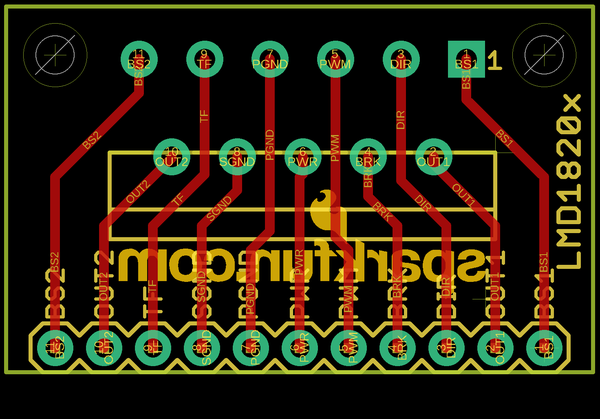 11 9 7 5 3 1
BS2 TF PGND PWM DIR BS1 1
BS2 TF PGND PWM DIR BS1
10 8 6 4 2
OUT2 SGND PWR BRK OUT1
BS2 OUT2 TF SGND PWR BRK DIR OUT1 BS1
LMD1820x
sparkfun.com
BS2 OUT2 TF SGND PGND PWR PWM BRK DIR OUT1 BS1
11 10 9 8 7 6 5 4 3 2 1
BS2 OUT2 TF SGND PGND PWR PWM BRK DIR OUT1 BS1